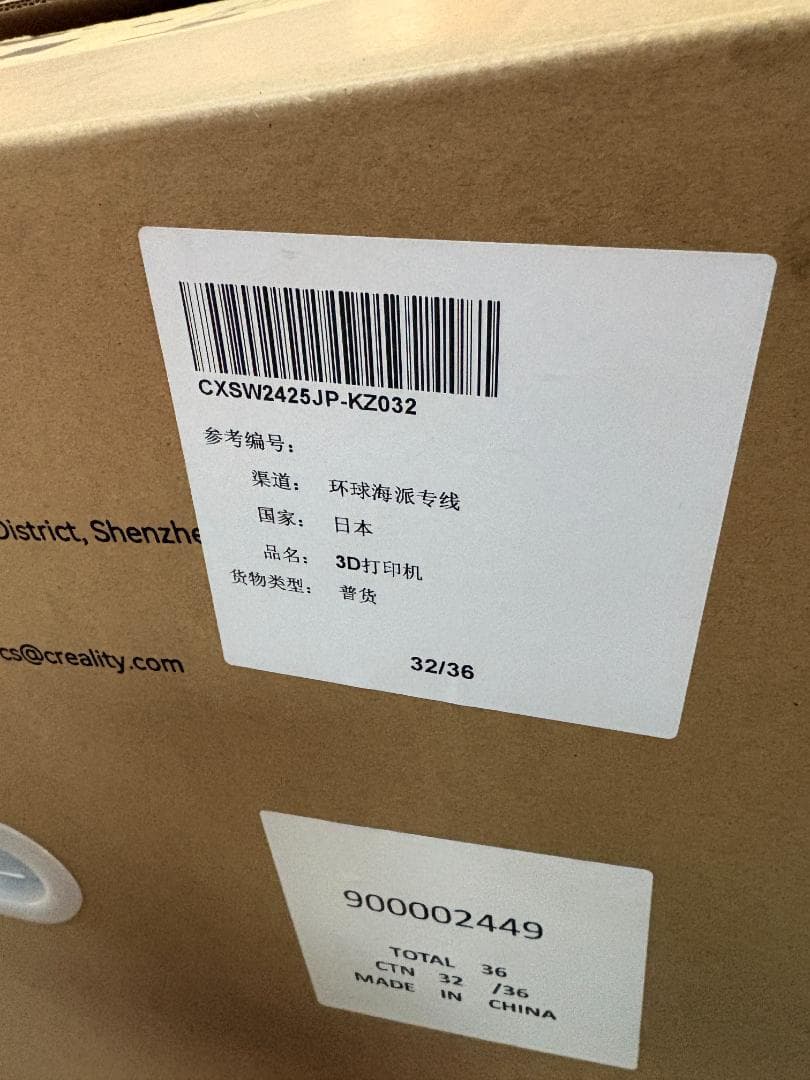 CXSW2425JP-KZ032
参考编号：
渠道： 环球海派专线
国家： 日本
品名： 3D打印机
货物类型： 普货
32/36
District, Shenzhe
cs@creality.com
900002449
TOTAL 36
CTN 32 /36
MADE IN CHINA